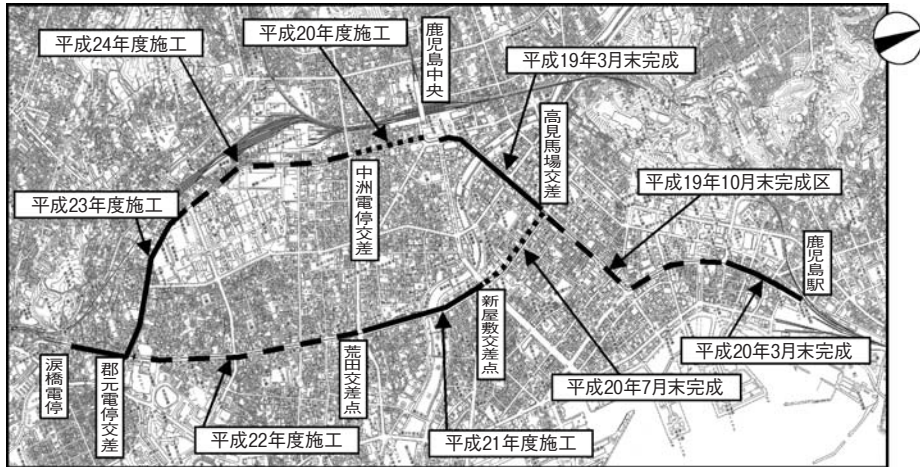 平成24年度施工
平成20年度施工
鹿児島中央
平成19年3月末完成
高見馬場交差
平成19年10月末完成区
中洲電停交差
平成23年度施工
鹿児島駅
新屋敷交差点
荒田交差点
涙橋電停
郡元電停交差
平成20年3月末完成
平成20年7月末完成
平成22年度施工
平成21年度施工